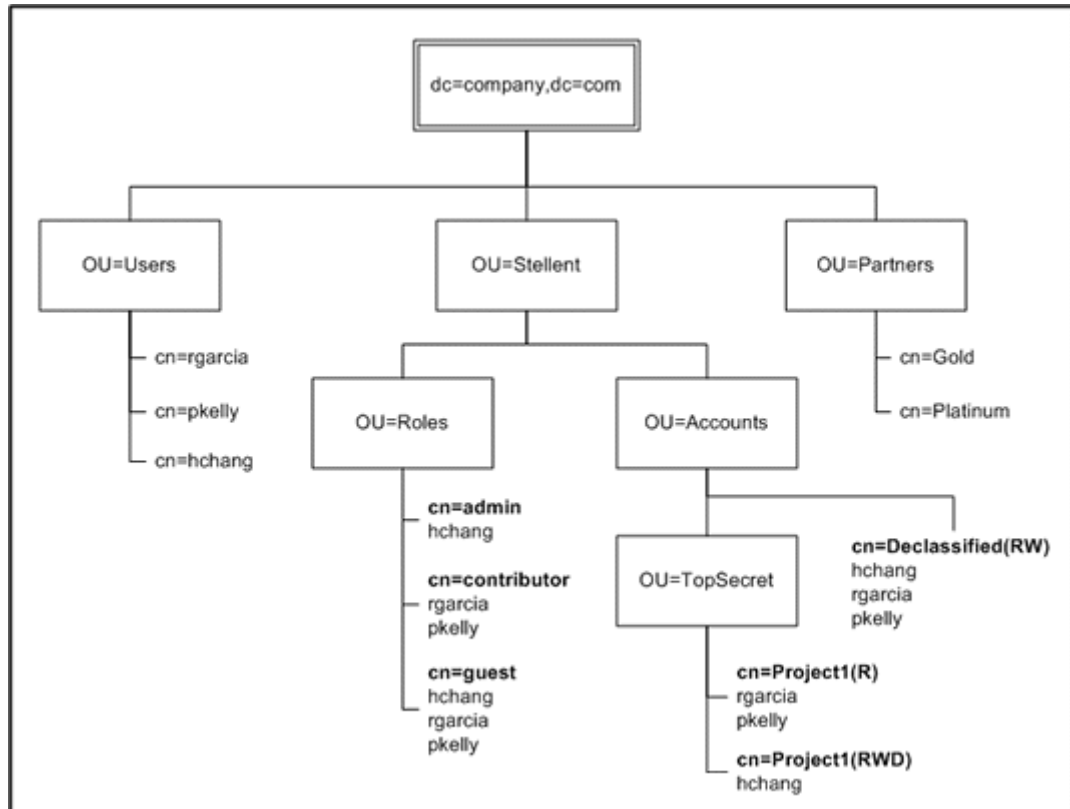 dc=company,dc=com
OU=Users
OU=Stellent
OU=Partners
cn=rgarcia
cn=pkelly
cn=hchang
cn=Gold
cn=Platinum
OU=Roles
OU=Accounts
cn=admin
hchang
cn=contributor
rgarcia
pkelly
cn=guest
hchang
rgarcia
pkelly
OU=TopSecret
cn=Declassified(RW)
hchang
rgarcia
pkelly
cn=Project1(R)
rgarcia
pkelly
cn=Project1(RWD)
hchang